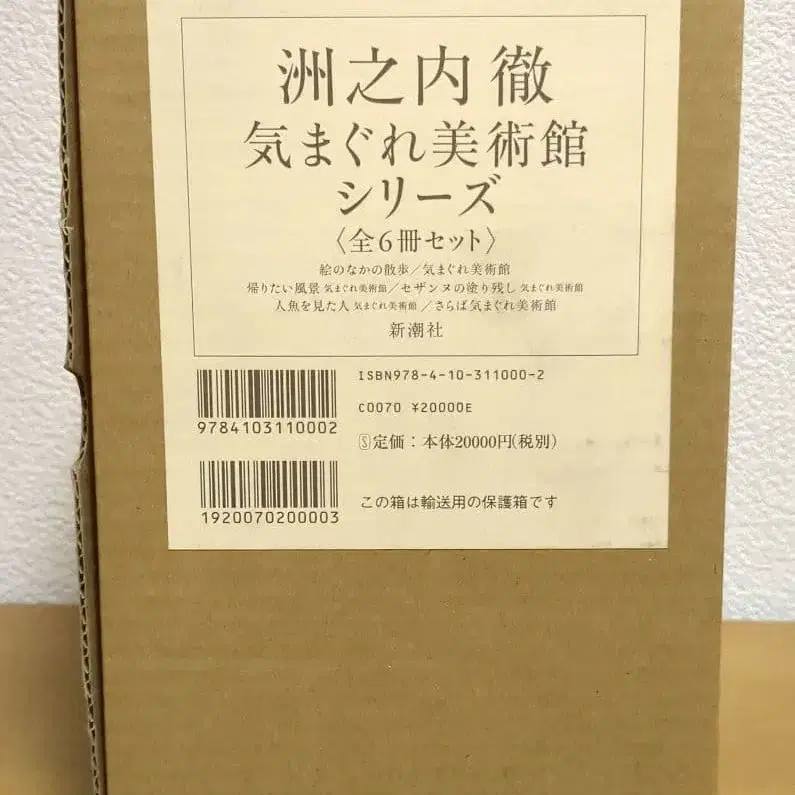 洲之内 徹
気まぐれ美術館
シリーズ
〈全6冊セット〉
絵のなかの散歩／気まぐれ美術館
帰りたい風景 気まぐれ美術館／セザンヌの塗り残し 気まぐれ美術館
人魚を見た人 気まぐれ美術館／さらば気まぐれ美術館
新潮社
ISBN978-4-10-311000-2
C0070 ¥20000E
9784103110002
Ⓢ定価：本体20000円(税別)
1920070200003
この箱は輸送用の保護箱です